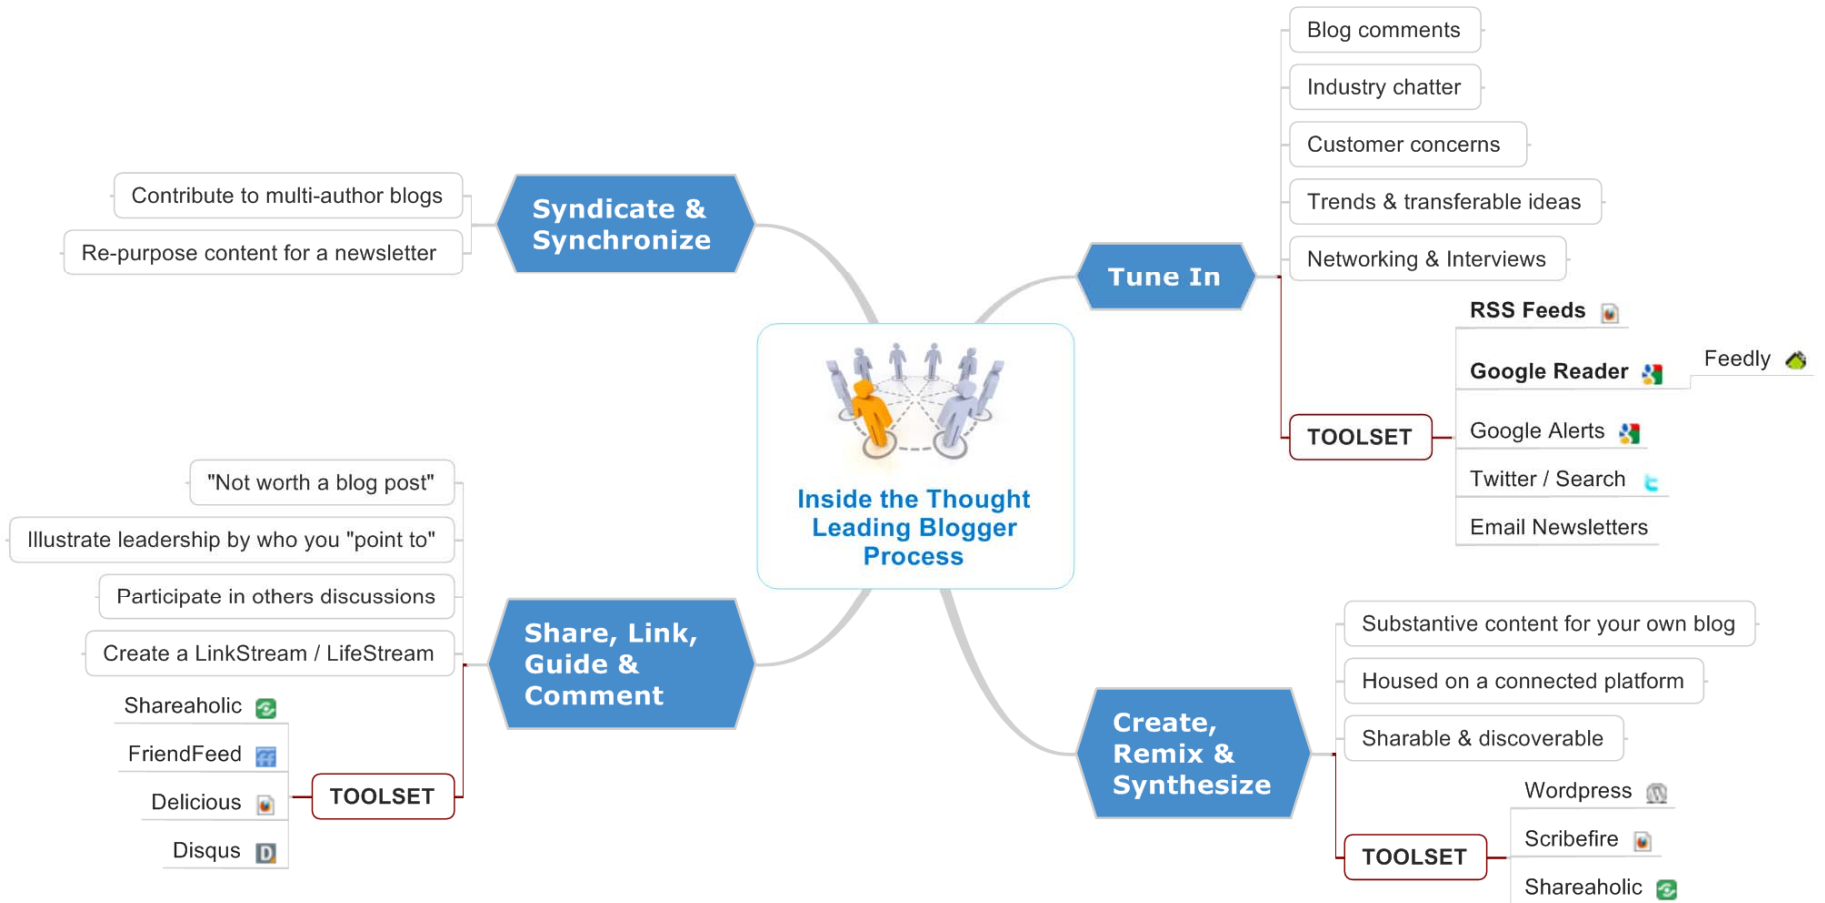 Inside the Thought
Leading Blogger
Process
Tune In
Blog comments
Industry chatter
Customer concerns
Trends & transferable ideas
Networking & Interviews
TOOLSET
RSS Feeds
Google Reader
Feedly
Google Alerts
Twitter / Search
Email Newsletters
Create,
Remix &
Synthesize
Substantive content for your own blog
Housed on a connected platform
Sharable & discoverable
TOOLSET
Wordpress
Scribefire
Shareaholic
Share, Link,
Guide &
Comment
"Not worth a blog post"
Illustrate leadership by who you "point to"
Participate in others discussions
Create a LinkStream / LifeStream
TOOLSET
Shareaholic
FriendFeed
Delicious
Disqus
Syndicate &
Synchronize
Contribute to multi-author blogs
Re-purpose content for a newsletter